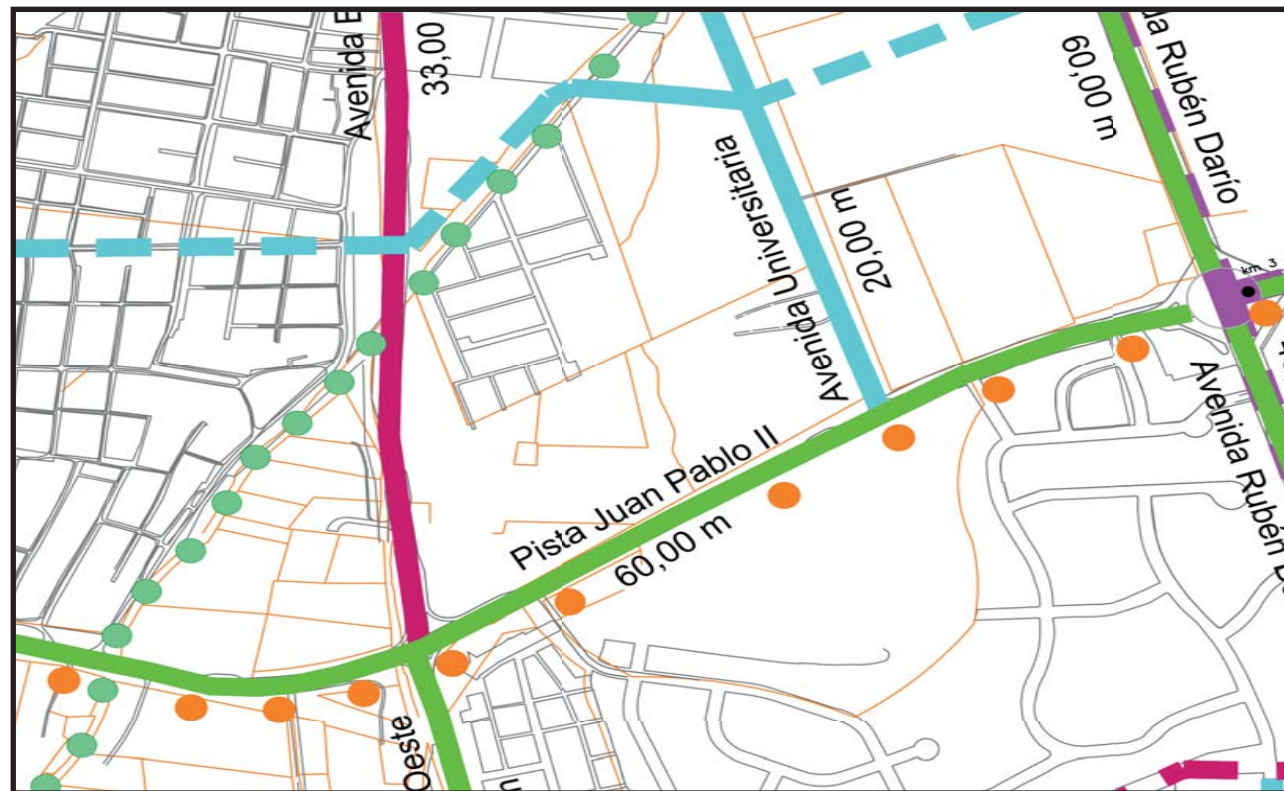 Avenida
33,00
60,00 m
Rubén Darío
Avenida Universitaria
20,00 m
km 3
Pista Juan Pablo II
60,00 m
Avenida Rubén
Oeste